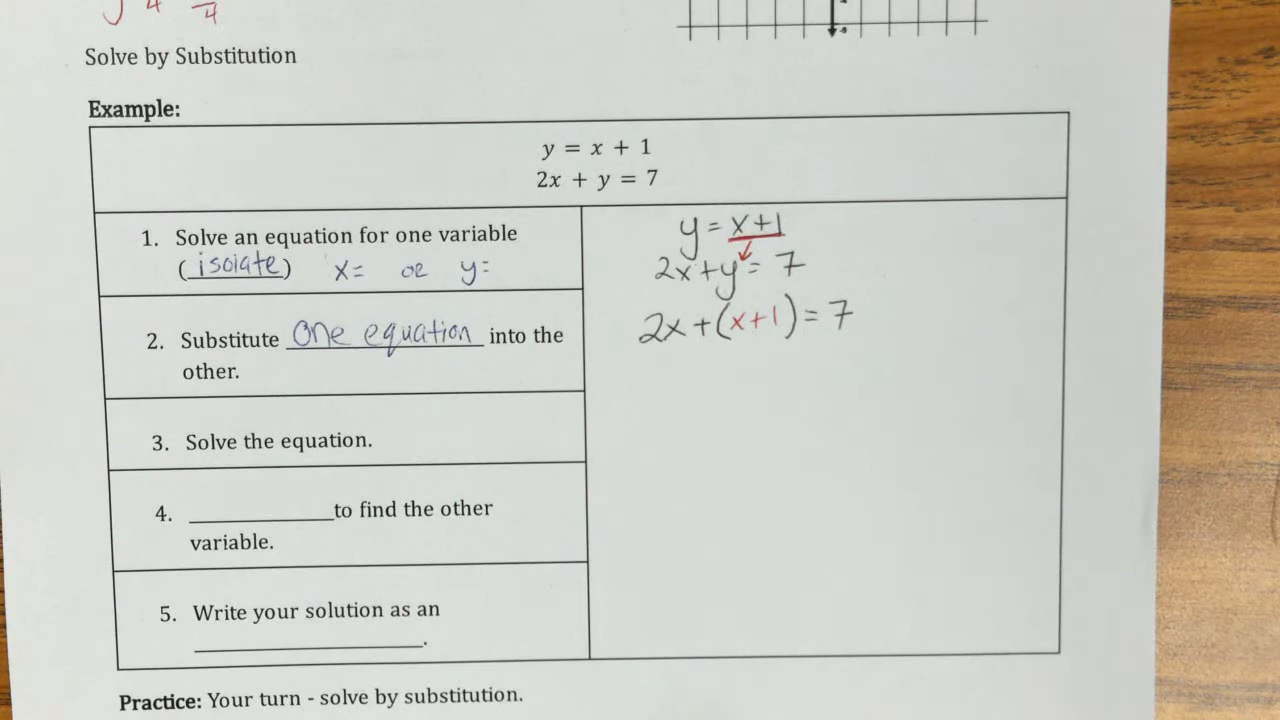 4
4
Solve by Substitution
Example:
y = x + 1
2x + y = 7
1. Solve an equation for one variable
(isolate) x= or y=
2. Substitute One equation into the
other.
3. Solve the equation.
4. ____________to find the other
variable.
5. Write your solution as an
____________________.
y = x+1
2x+y = 7
2x+(x+1) = 7
Practice: Your turn - solve by substitution.